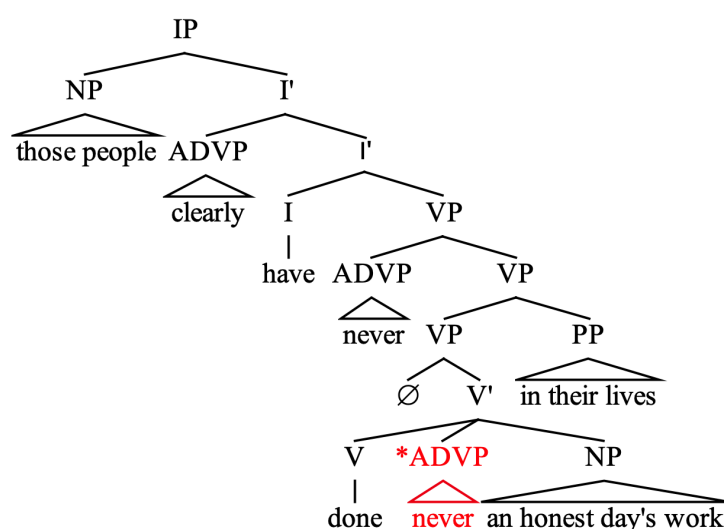 IP
NP I'
those people ADVP I'
clearly I VP
have ADVP VP
never VP PP
∅ V' in their lives
V *ADVP NP
done never an honest day's work